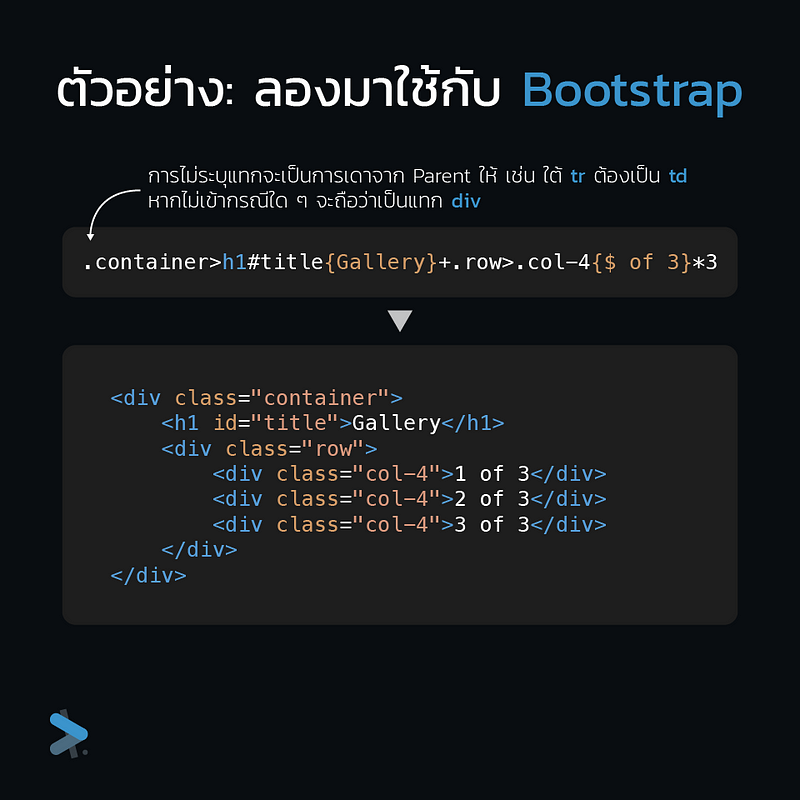 ตัวอย่าง: ลองมาใช้กับ Bootstrap
การไม่ระบุแทกจะเป็นการเดาจาก Parent ให้ เช่น ใต้ tr ต้องเป็น td
หากไม่เข้ากรณีใด ๆ จะถือว่าเป็นแทก div
.container>h1#title{Gallery}+.row>.col-4{$ of 3}*3
<div class="container">
    <h1 id="title">Gallery</h1>
    <div class="row">
        <div class="col-4">1 of 3</div>
        <div class="col-4">2 of 3</div>
        <div class="col-4">3 of 3</div>
    </div>
</div>